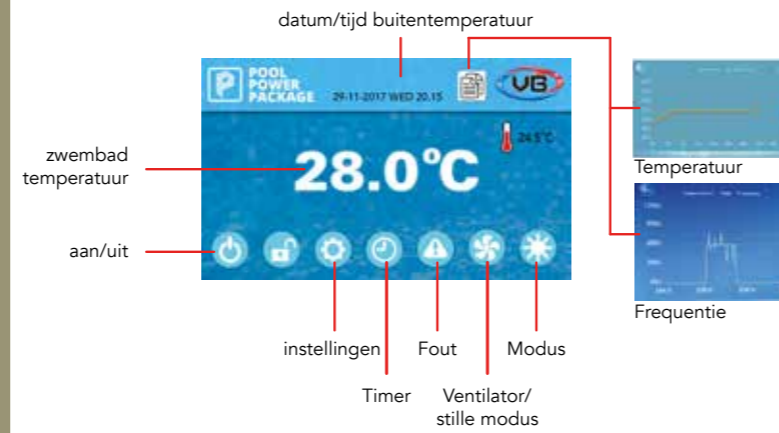 datum/tijd buitentemperatuur
POOL
POWER
PACKAGE
29-11-2017 WED 20.15
VB
24.5°C
zwembad
temperatuur
28.0°C
Temperatuur
aan/uit
Frequentie
instellingen
Fout
Modus
Timer
Ventilator/
stille modus